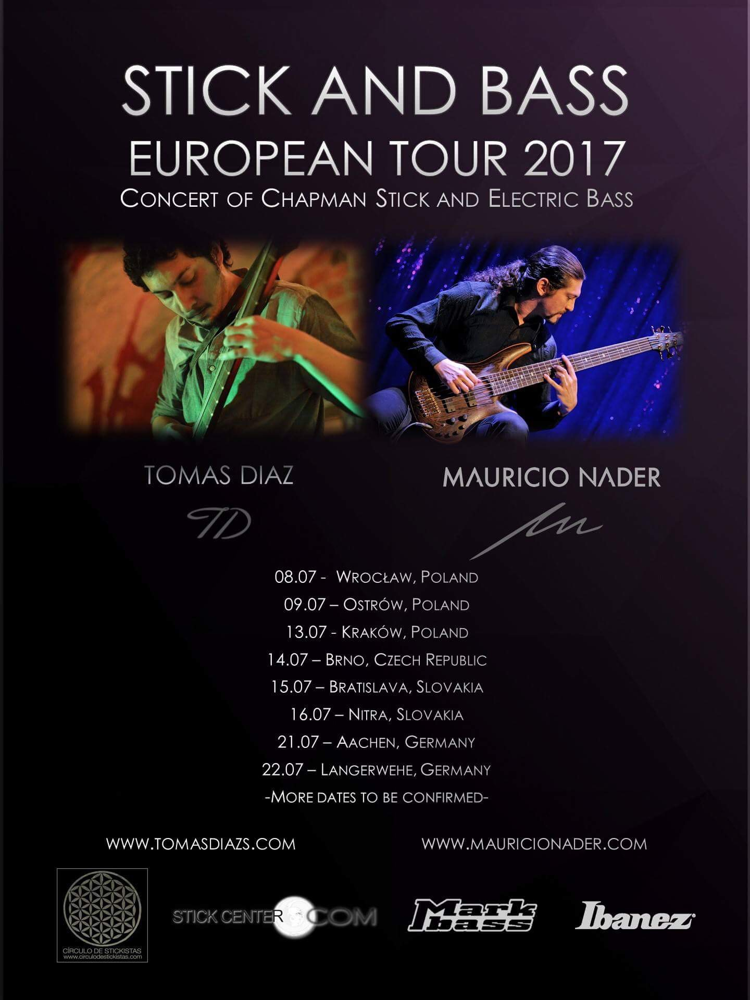 STICK AND BASS
EUROPEAN TOUR 2017
CONCERT OF CHAPMAN STICK AND ELECTRIC BASS
TOMAS DIAZ
MAURICIO NADER
TD
08.07 - WROCŁAW, POLAND
09.07 – OSTRÓW, POLAND
13.07 - KRAKÓW, POLAND
14.07 – BRNO, CZECH REPUBLIC
15.07 – BRATISLAVA, SLOVAKIA
16.07 – NITRA, SLOVAKIA
21.07 – AACHEN, GERMANY
22.07 – LANGERWEHE, GERMANY
-MORE DATES TO BE CONFIRMED-
WWW.TOMASDIAZS.COM
WWW.MAURICIONADER.COM
CÍRCULO DE STICKISTAS
www.circulodestickistas.com
STICK CENTER COM
Mark
bass
Ibanez